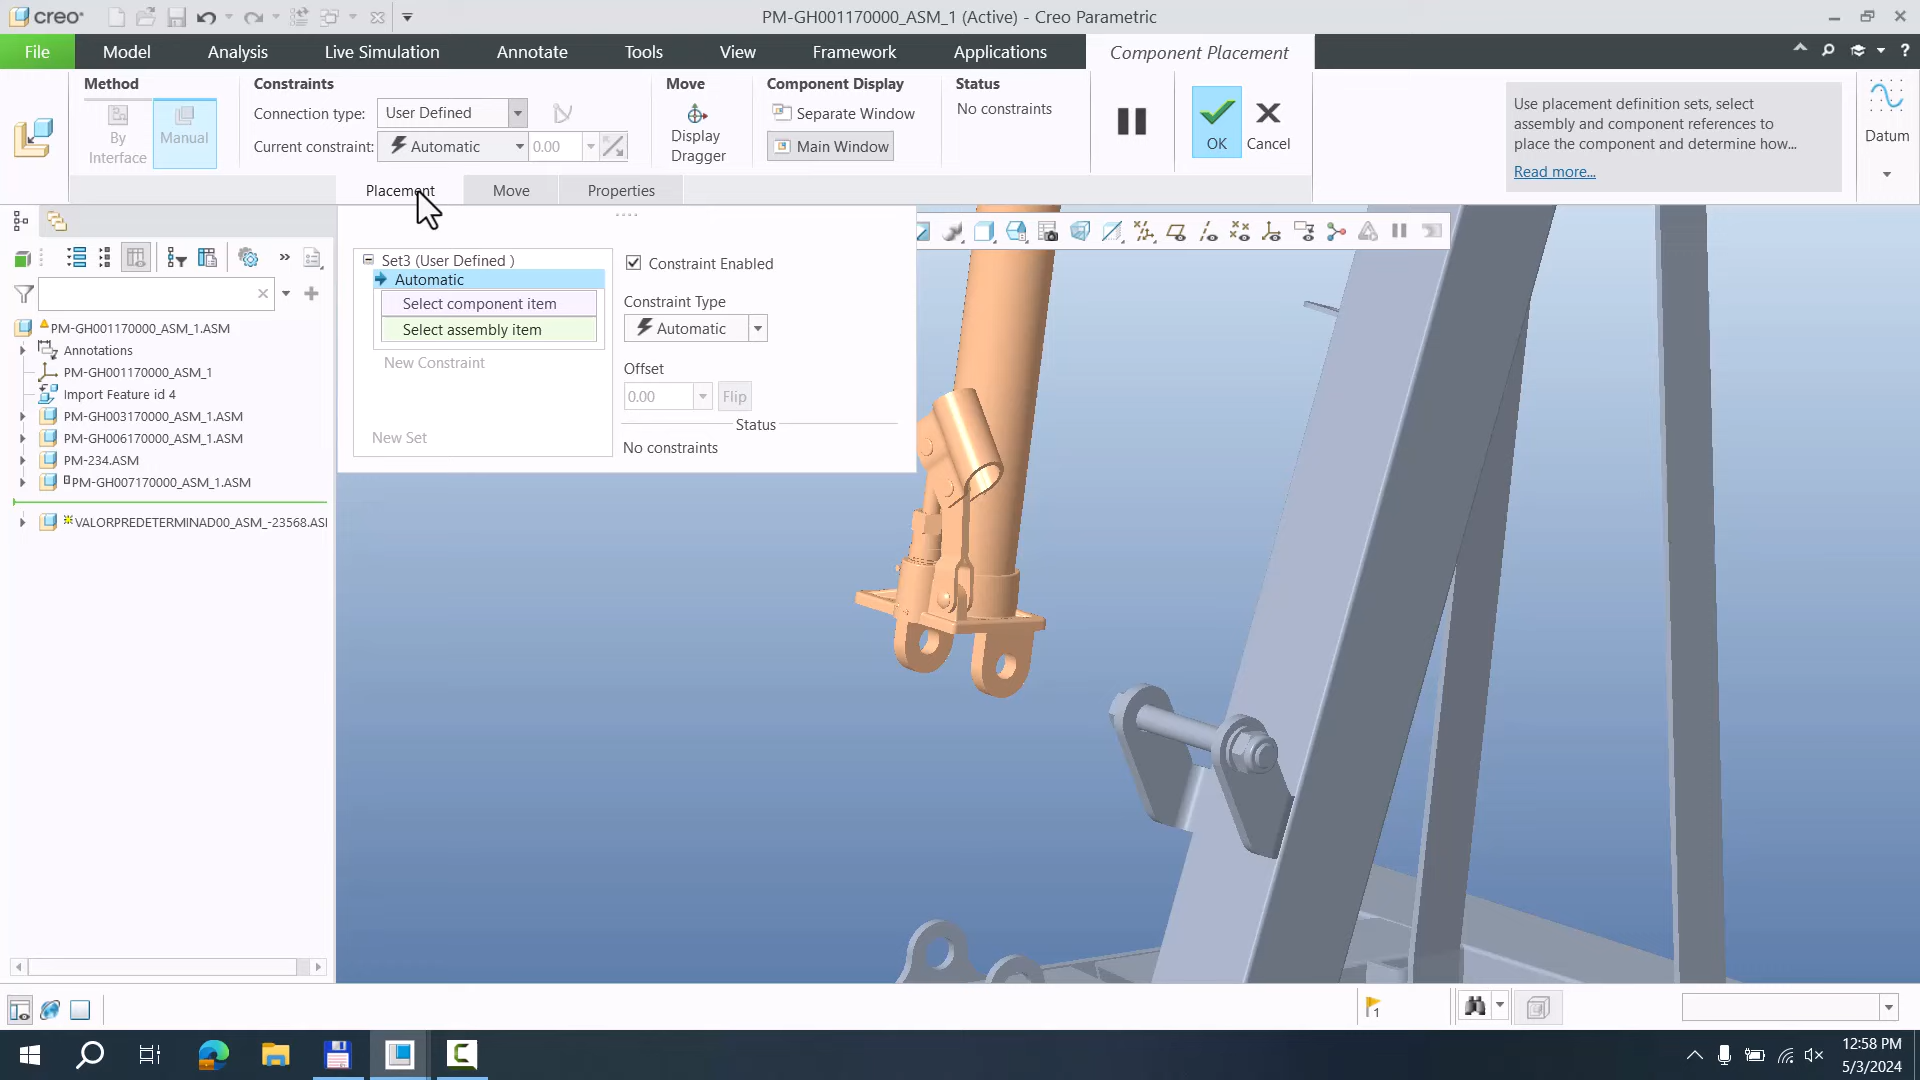 creo
PM-GH001170000_ASM_1 (Active) - Creo Parametric
File
Model
Analysis
Live Simulation
Annotate
Tools
View
Framework
Applications
Component Placement
Method
By Interface
Manual
Constraints
Connection type:
User Defined
Current constraint:
Automatic
0.00
Move
Display
Dragger
Component Display
Separate Window
Main Window
Status
No constraints
OK
Cancel
Use placement definition sets, select
assembly and component references to
place the component and determine how...
Read more...
Datum
Placement
Move
Properties
Set3 (User Defined )
Automatic
Select component item
Select assembly item
New Constraint
New Set
Constraint Enabled
Constraint Type
Automatic
Offset
0.00
Flip
Status
No constraints
PM-GH001170000_ASM_1.ASM
Annotations
PM-GH001170000_ASM_1
Import Feature id 4
PM-GH003170000_ASM_1.ASM
PM-GH006170000_ASM_1.ASM
PM-234.ASM
PM-GH007170000_ASM_1.ASM
VALORPREDETERMINAD00_ASM_-23568.ASI
1
12:58 PM
5/3/2024